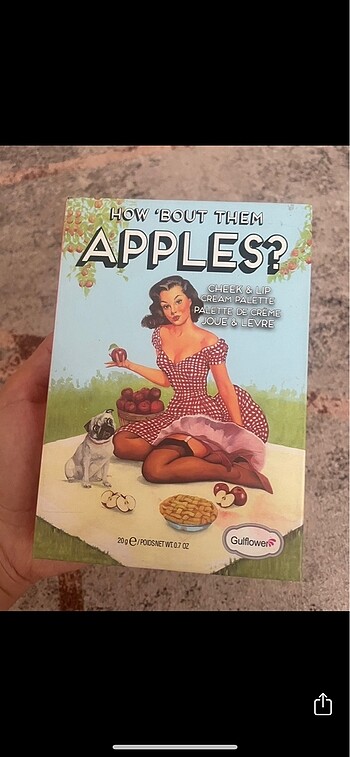 HOW 'BOUT THEM
APPLES?
CHEEK & LIP
CREAM PALETTE
PALETTE DE CRÈME
JOUE & LÈVRE
20 g ℮ / POIDS NET WT. 0.7 OZ
Gulflower